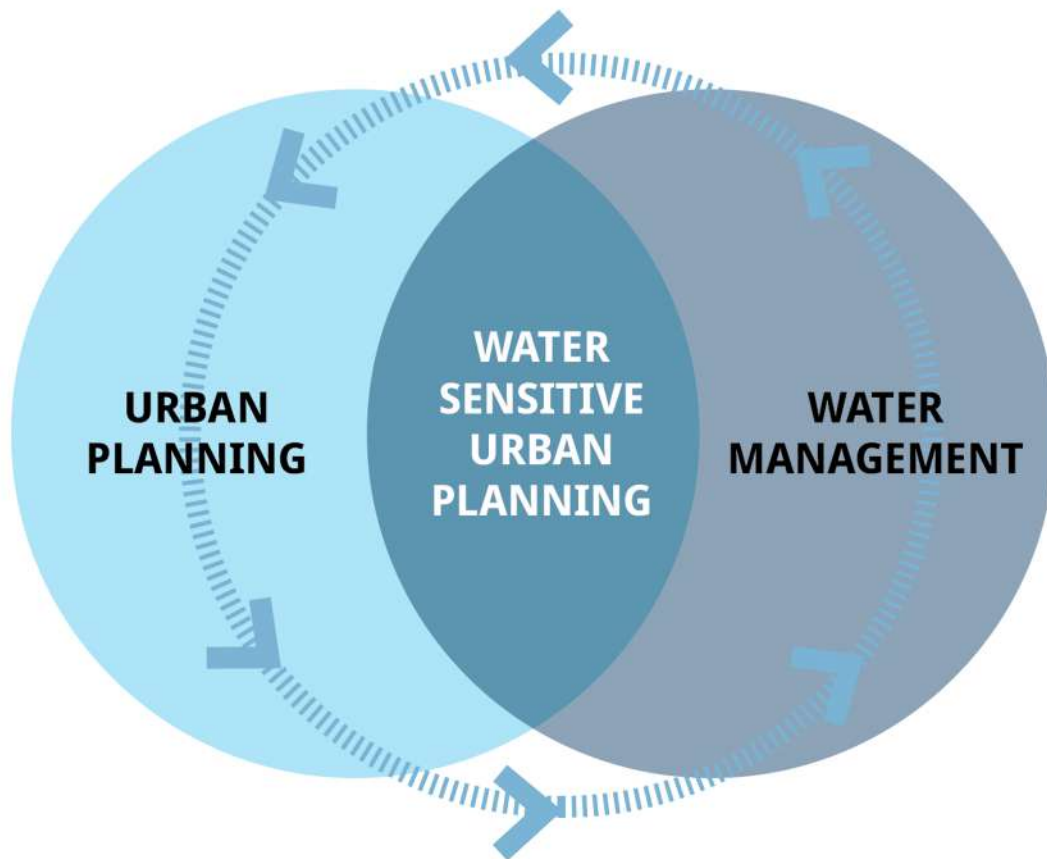 URBAN
PLANNING
WATER
SENSITIVE
URBAN
PLANNING
WATER
MANAGEMENT